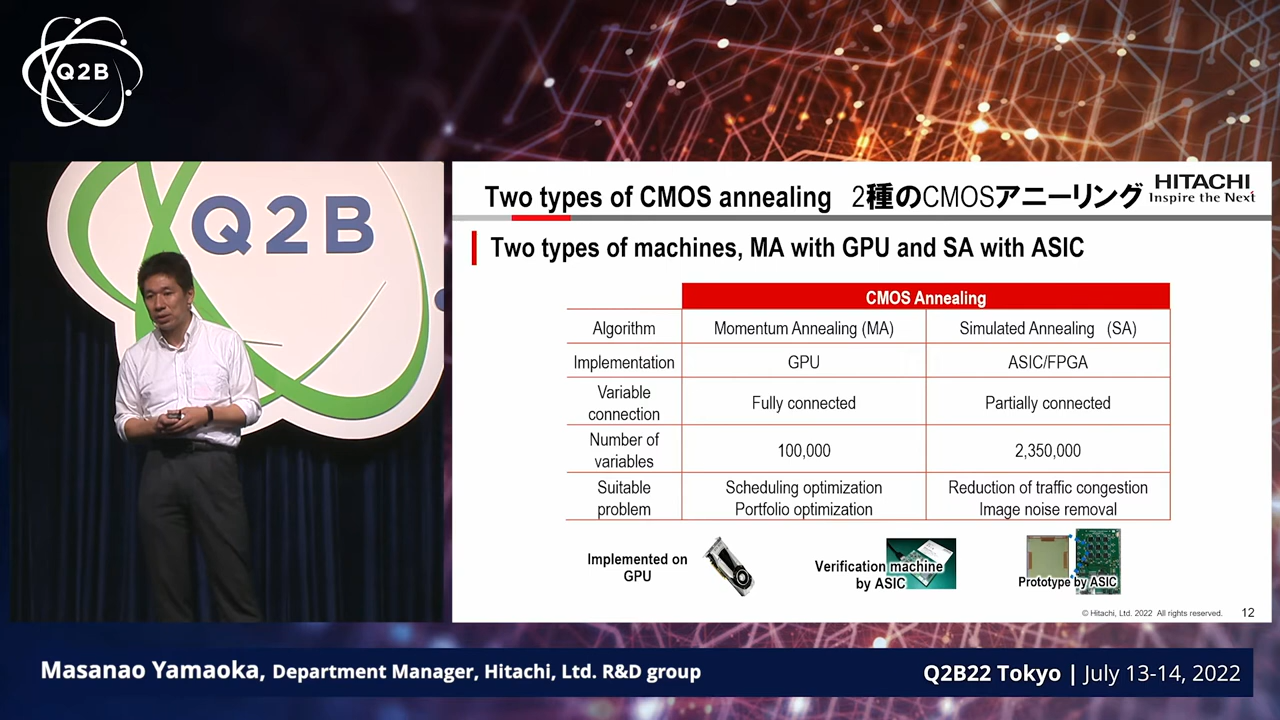 Q2B
Q2B
Two types of CMOS annealing 2種のCMOSアニーリング
HITACHI
Inspire the Next
Two types of machines, MA with GPU and SA with ASIC
CMOS Annealing
Algorithm Momentum Annealing (MA) Simulated Annealing (SA)
Implementation GPU ASIC/FPGA
Variable
connection Fully connected Partially connected
Number of
variables 100,000 2,350,000
Suitable
problem
Scheduling optimization
Portfolio optimization
Reduction of traffic congestion
Image noise removal
Implemented on
GPU
Verification machine
by ASIC
Prototype by ASIC
© Hitachi, Ltd. 2022 All rights reserved. 12
Masanao Yamaoka, Department Manager, Hitachi, Ltd. R&D group
Q2B22 Tokyo | July 13-14, 2022